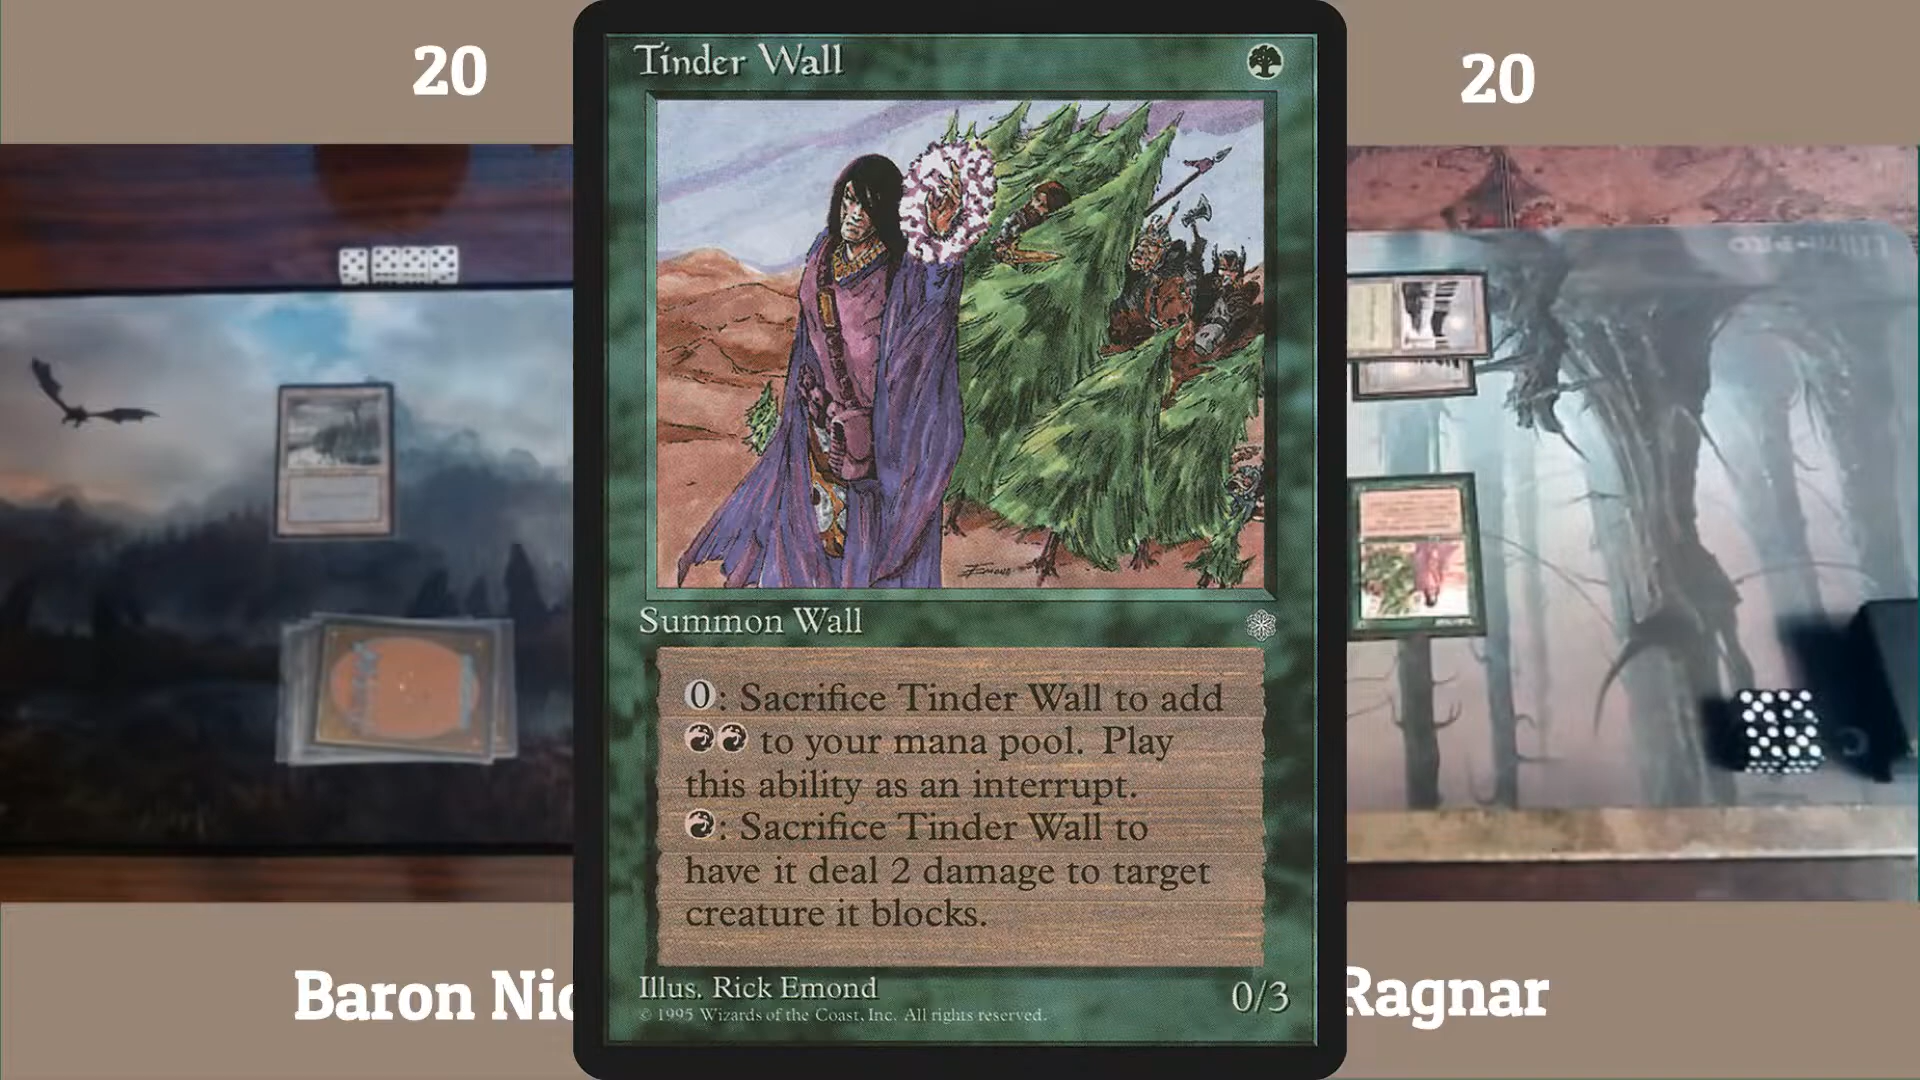 20
20
Tinder Wall
Summon Wall
0: Sacrifice Tinder Wall to add
to your mana pool. Play
this ability as an interrupt.
: Sacrifice Tinder Wall to
have it deal 2 damage to target
creature it blocks.
Illus. Rick Emond
0/3
© 1995 Wizards of the Coast, Inc. All rights reserved.
Baron Nic
Ragnar